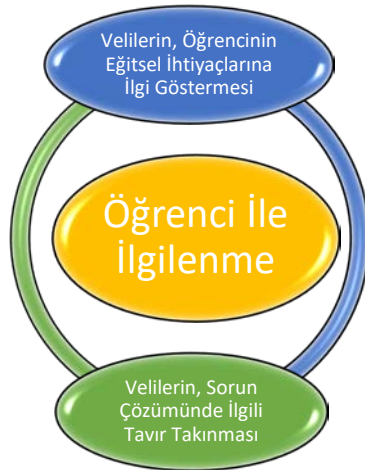 Velilerin, Öğrencinin
Eğitsel İhtiyaçlarına
İlgi Göstermesi
Öğrenci İle
İlgilenme
Velilerin, Sorun
Çözümünde İlgili
Tavır Takınması